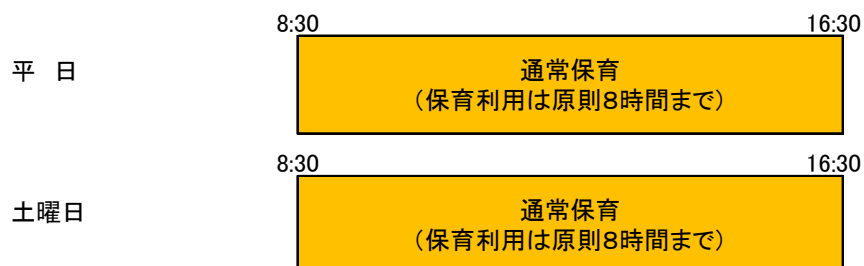 8:30 16:30
平 日
通常保育
（保育利用は原則８時間まで）
8:30 16:30
土曜日
通常保育
（保育利用は原則８時間まで）